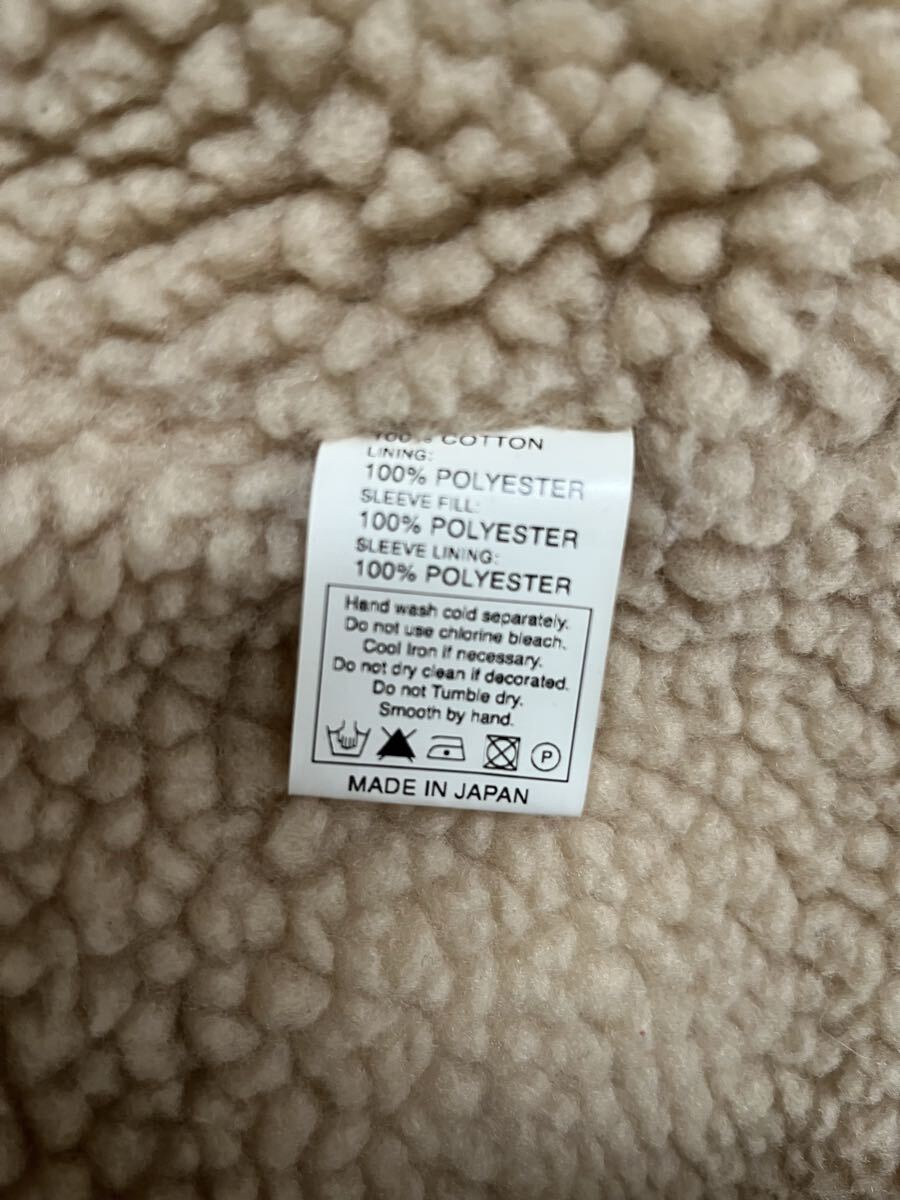 100% COTTON
LINING:
100% POLYESTER
SLEEVE FILL:
100% POLYESTER
SLEEVE LINING:
100% POLYESTER
Hand wash cold separately.
Do not use chlorine bleach.
Cool Iron if necessary.
Do not dry clean if decorated.
Do not Tumble dry.
Smooth by hand.
P
MADE IN JAPAN